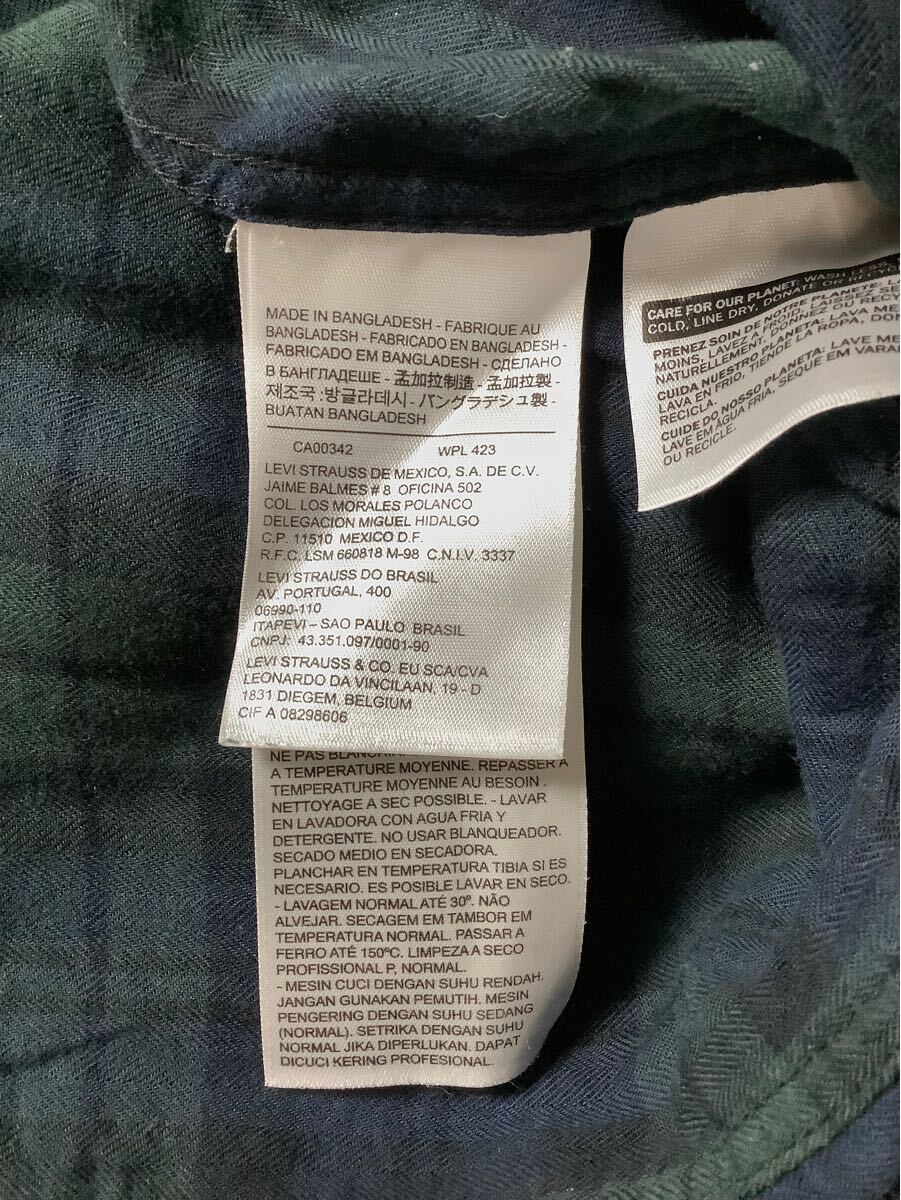 MADE IN BANGLADESH - FABRIQUE AU
BANGLADESH - FABRICADO EN BANGLADESH -
FABRICADO EM BANGLADESH - СДЕЛАНО
В БАНГЛАДЕШЕ - 孟加拉制造 - 孟加拉製 -
제조국 :방글라데시 - バングラデシュ製 -
BUATAN BANGLADESH
CA00342 WPL 423
LEVI STRAUSS DE MEXICO, S.A. DE C.V.
JAIME BALMES # 8 OFICINA 502
COL. LOS MORALES POLANCO
DELEGACION MIGUEL HIDALGO
C.P. 11510 MEXICO D.F.
R.F.C. LSM 660818 M-98 C.N.I.V. 3337
LEVI STRAUSS DO BRASIL
AV. PORTUGAL, 400
06990-110
ITAPEVI – SAO PAULO BRASIL
CNPJ: 43.351.097/0001-90
LEVI STRAUSS & CO. EU SCA/CVA
LEONARDO DA VINCILAAN, 19 - D
1831 DIEGEM, BELGIUM
CIF A 08298606
NE PAS
A TEMPERATURE MOYENNE. REPASSER A
TEMPERATURE MOYENNE AU BESOIN .
NETTOYAGE A SEC POSSIBLE. - LAVAR
EN LAVADORA CON AGUA FRIA Y
DETERGENTE. NO USAR BLANQUEADOR.
SECADO MEDIO EN SECADORA.
PLANCHAR EN TEMPERATURA TIBIA SI ES
NECESARIO. ES POSIBLE LAVAR EN SECO.
- LAVAGEM NORMAL ATÉ 30º. NÃO
ALVEJAR. SECAGEM EM TAMBOR EM
TEMPERATURA NORMAL. PASSAR A
FERRO ATÉ 150ºC. LIMPEZA A SECO
PROFISSIONAL P, NORMAL.
- MESIN CUCI DENGAN SUHU RENDAH.
JANGAN GUNAKAN PEMUTIH. MESIN
PENGERING DENGAN SUHU SEDANG
(NORMAL). SETRIKA DENGAN SUHU
NORMAL JIKA DIPERLUKAN. DAPAT
DICUCI KERING PROFESIONAL.
CARE FOR OUR PLANET: WASH LESS,
COLD, LINE DRY, DONATE OR
PRENEZ SOIN DE NOTRE PLANETE:
MOINS, LAVEZ A FROID, LAISSEZ
NATURELLEMENT, DONNEZ OU
CUIDA NUESTRO PLANETA: LAVA
LAVA EN FRIO, TIENDE LA ROPA,
RECICLA.
CUIDE DO NOSSO PLANETA: LAVE
LAVE EM AGUA FRIA, SEQUE EM
OU RECICLE.